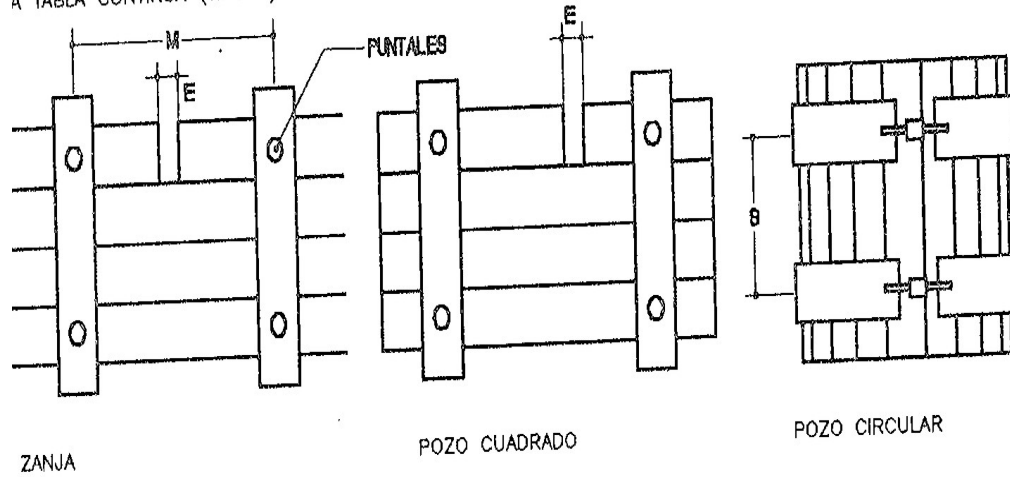 A TABLA CONTINUA
M
E
PUNTALES
E
S
ZANJA
POZO CUADRADO
POZO CIRCULAR